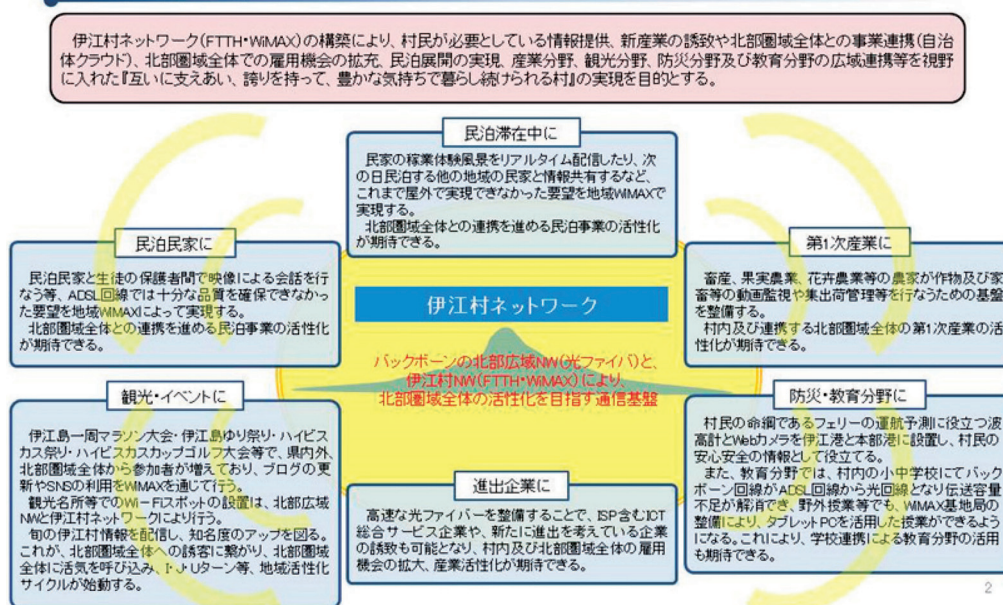 伊江村ネットワーク(FTTH・WiMAX)の構築により、村民が必要としている情報提供、新産業の誘致や北部圏域全体との事業連携(自治
体クラウド)、北部圏域全体での雇用機会の拡充、民泊展開の実現、産業分野、観光分野、防災分野及び教育分野の広域連携等を視野
に入れた『互いに支えあい、誇りを持って、豊かな気持ちで暮らし続けられる村』の実現を目的とする。
民泊滞在中に
民家の稼業体験風景をリアルタイム配信したり、次
の日民泊する他の地域の民家と情報共有するなど、
これまで屋外で実現できなかった要望を地域WiMAXで
実現する。
北部圏域全体との連携を進める民泊事業の活性化
が期待できる。
民泊民家に
民泊民家と生徒の保護者間で映像による会話を行
なう等、ADSL回線では十分な品質を確保できなかっ
た要望を地域WiMAXによって実現する。
北部圏域全体との連携を進める民泊事業の活性化
が期待できる。
第1次産業に
畜産、果実農業、花卉農業等の農家が作物及び家
畜等の動画監視や集出荷管理等を行なうための基盤
を整備する。
村内及び連携する北部圏域全体の第1次産業の活
性化が期待できる。
伊江村ネットワーク
バックボーンの北部広域NW(光ファイバ)と、
伊江村NW(FTTH・WiMAX)により、
北部圏域全体の活性化を目指す通信基盤
観光・イベントに
伊江島一周マラソン大会・伊江島ゆり祭り・ハイビス
カス祭り・ハイビスカスカップゴルフ大会等で、県内外、
北部圏域全体から参加者が増えており、ブログの更
新やSNSの利用をWiMAXを通じて行う。
観光名所等でのWi-Fiスポットの設置は、北部広域
NWと伊江村ネットワークにより行う。
旬の伊江村情報を配信し、知名度のアップを図る。
これが、北部圏域全体への誘客に繋がり、北部圏域
全体に活気を呼び込み、I・J・Uターン等、地域活性化
サイクルが始動する。
進出企業に
高速な光ファイバーを整備することで、ISP含むICT
総合サービス企業や、新たに進出を考えている企業
の誘致も可能となり、村内及び北部圏域全体の雇用
機会の拡大、産業活性化が期待できる。
防災・教育分野に
村民の命綱であるフェリーの運航予測に役立つ波
高計とWebカメラを伊江港と本部港に設置し、村民の
安心安全の情報として役立てる。
また、教育分野では、村内の小中学校にてバック
ボーン回線がADSL回線から光回線となり伝送容量
不足が解消でき、野外授業等でも、WiMAX基地局の
整備により、タブレットPCを活用した授業ができるよう
になる。これにより、学校連携による教育分野の活用
も期待できる。
2